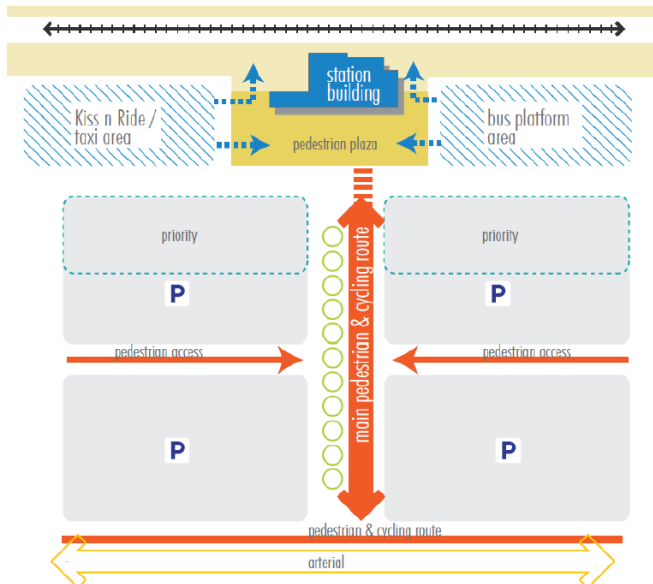 station
building
Kiss n Ride /
taxi area
bus platform
area
pedestrian plaza
priority
priority
P
P
main pedestrian & cycling route
pedestrian access
pedestrian access
P
P
pedestrian & cycling route
arterial